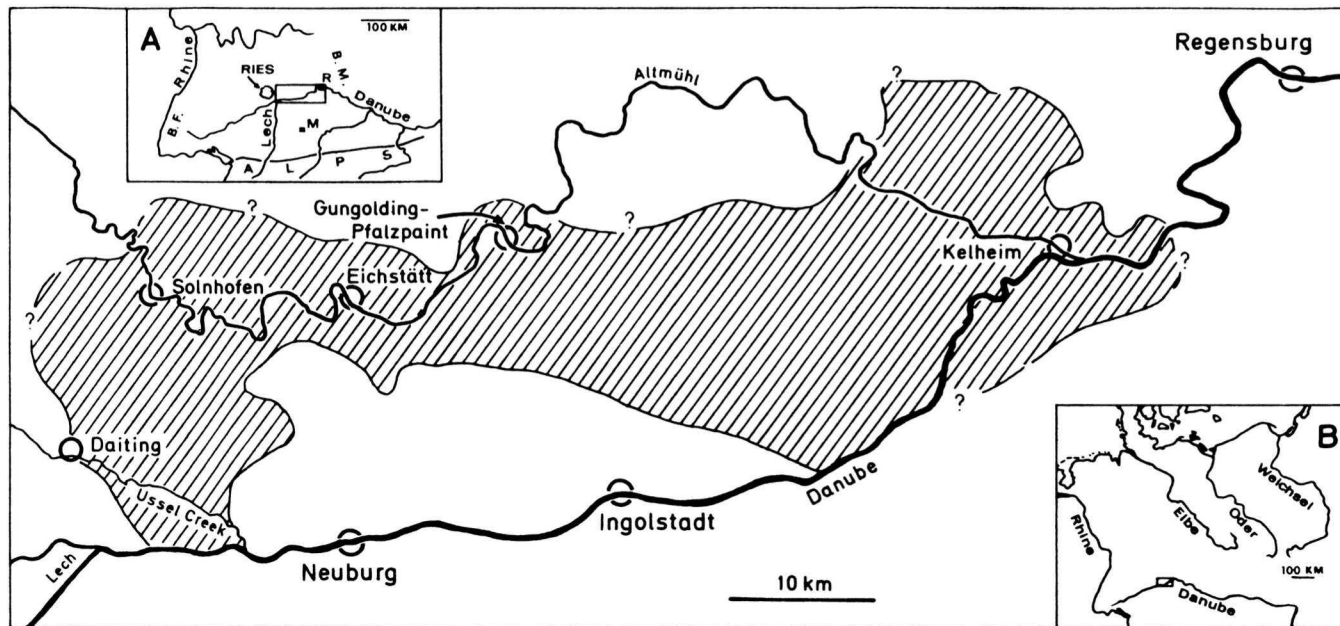 A
100 KM
Rhine
B.F.
RIES
R
B.M.
Danube
Lech
M
A L P S
Regensburg
?
Altmühl
?
Gungolding-
Pfalzpaint
?
Kelheim
Eichstätt
Solnhofen
?
?
?
Daiting
Ussel Creek
Danube
Ingolstadt
Neuburg
Lech
10 km
B
Weichsel
Oder
Elbe
Rhine
100 KM
Danube